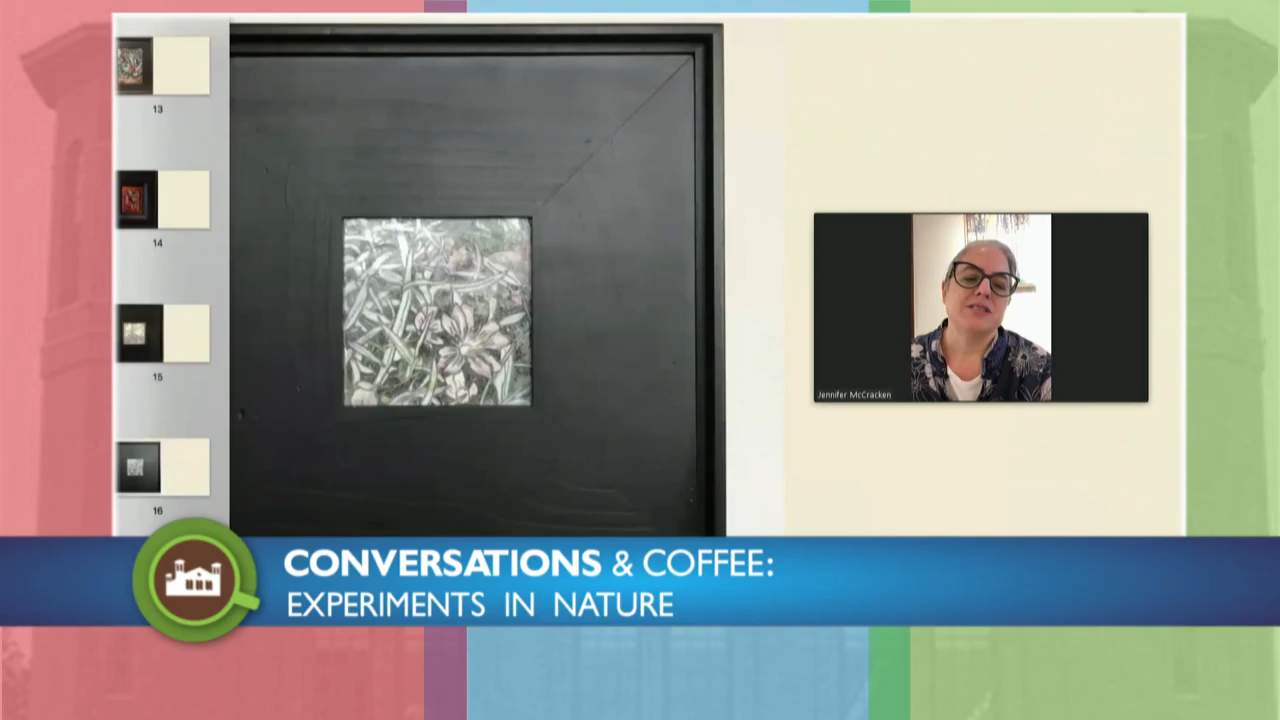 13
14
15
16
Jennifer McCracken
CONVERSATIONS & COFFEE:
EXPERIMENTS IN NATURE